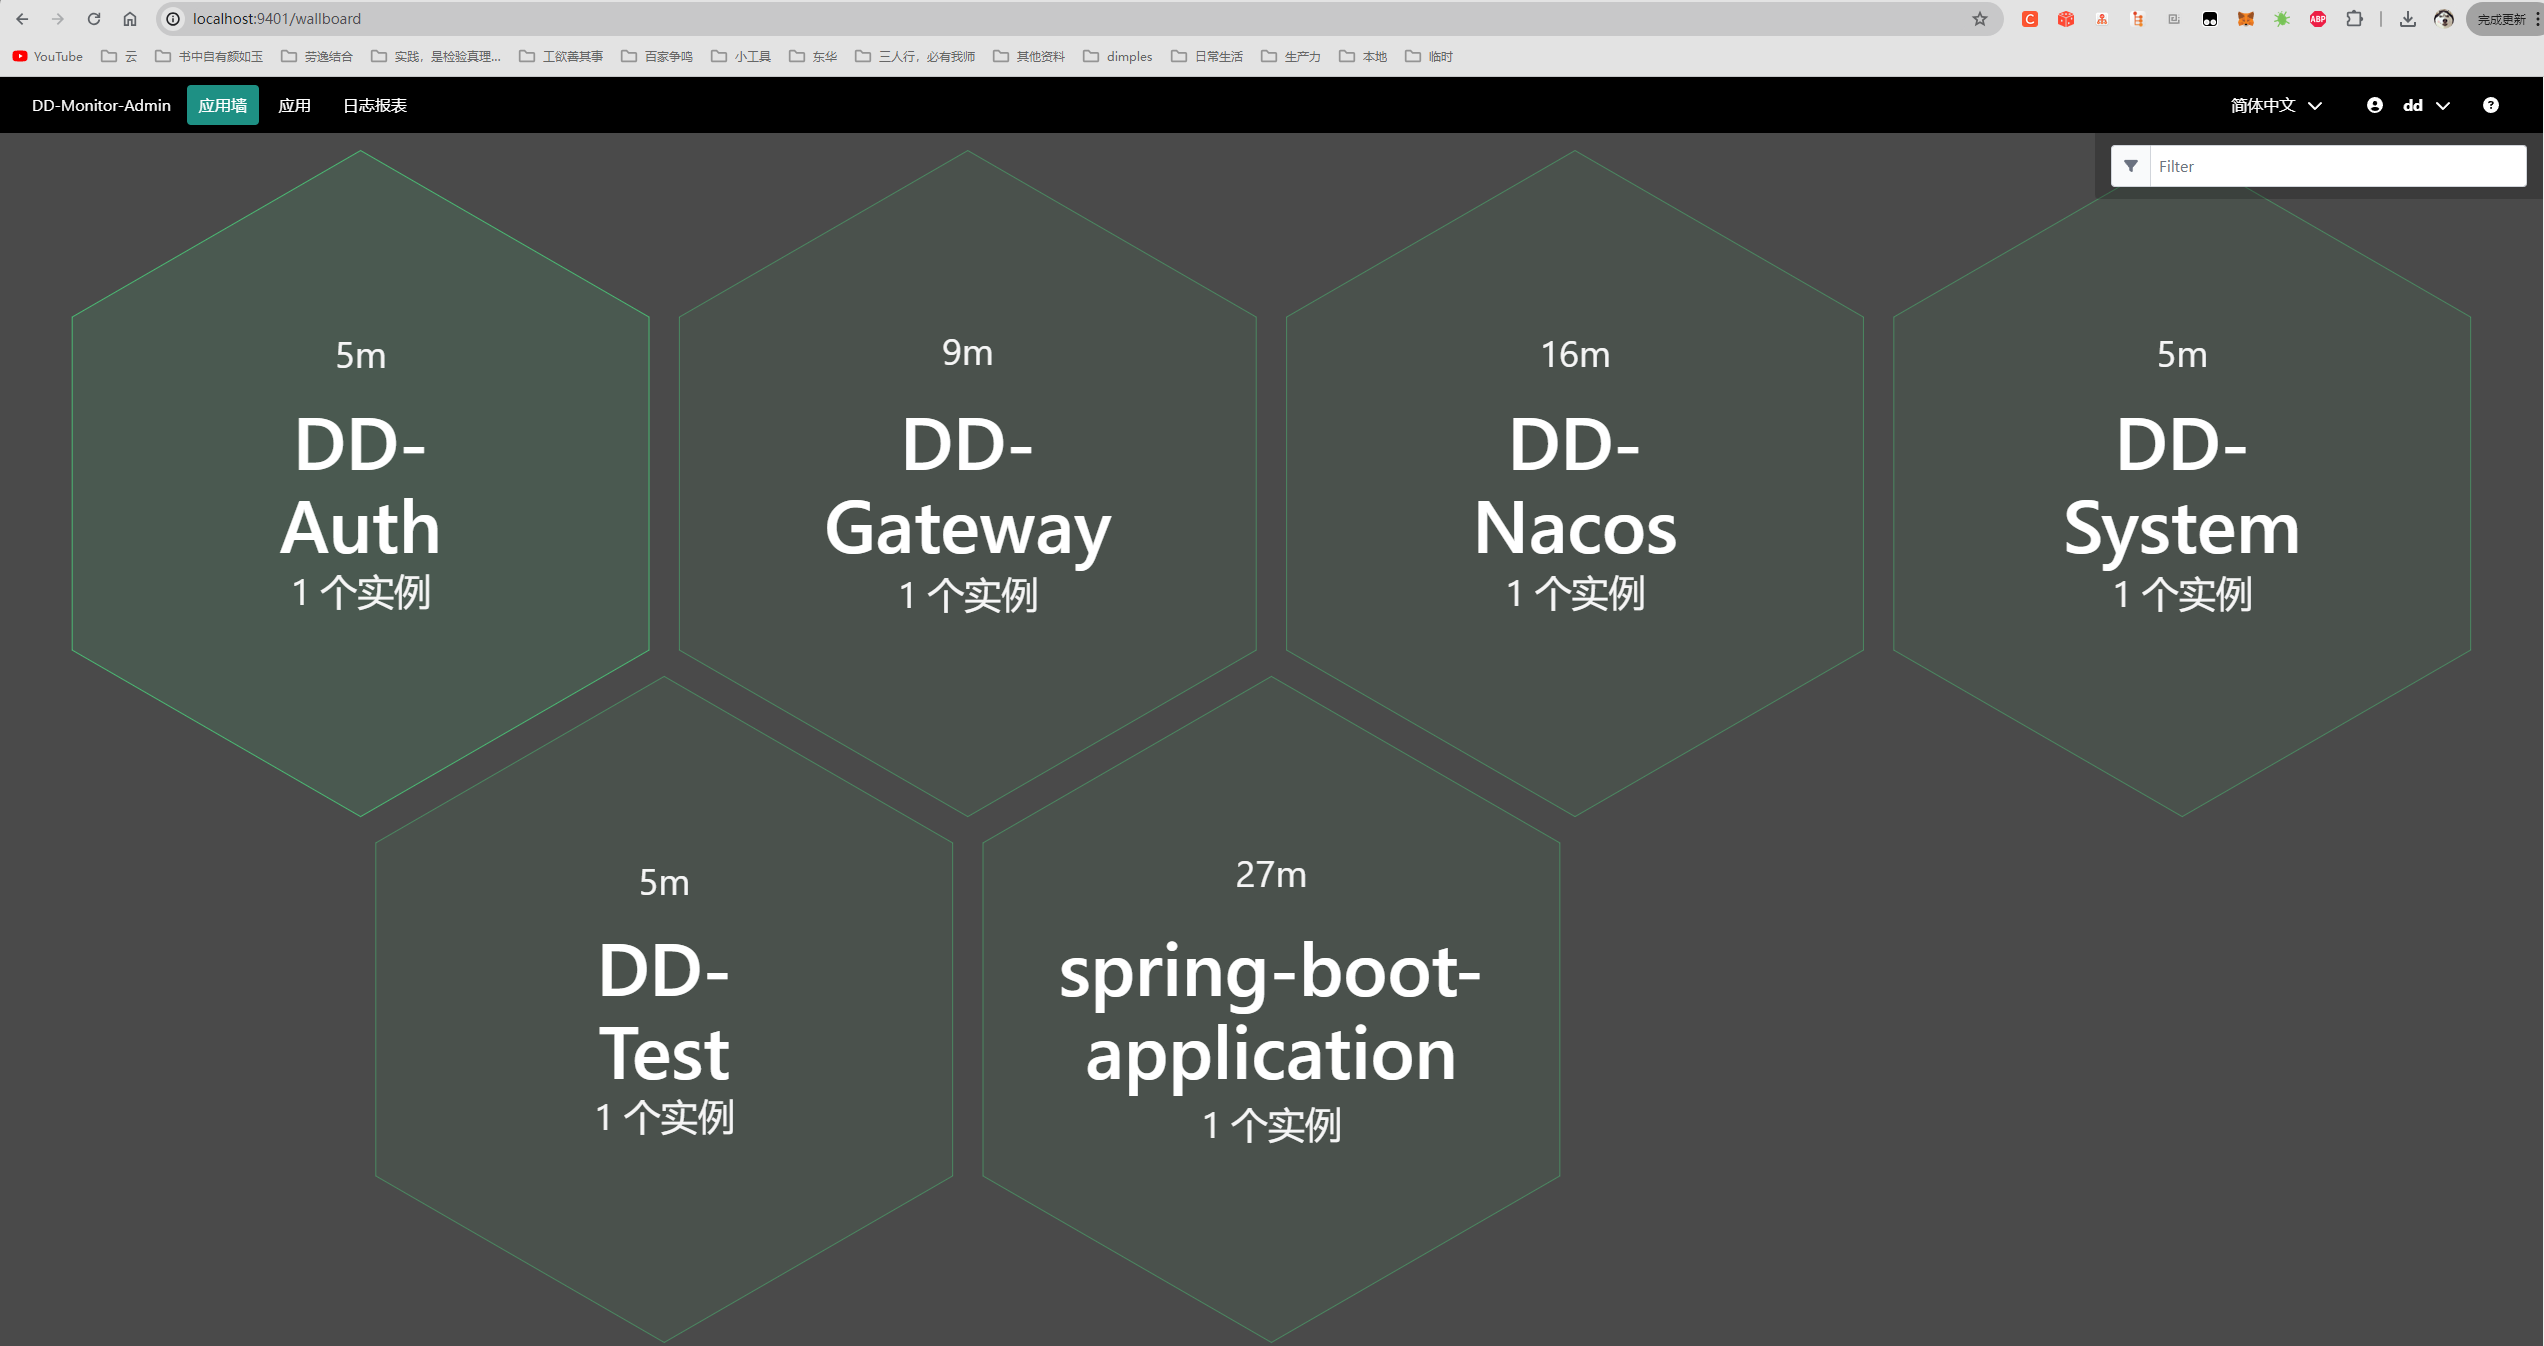 localhost:9401/wallboard
完成更新
YouTube 云 书中自有颜如玉 劳逸结合 实践，是检验真理... 工欲善其事 百家争鸣 小工具 东华 三人行，必有我师 其他资料 dimples 日常生活 生产力 本地 临时
DD-Monitor-Admin 应用墙 应用 日志报表 简体中文 dd
Filter
5m
DD-
Auth
1 个实例
9m
DD-
Gateway
1 个实例
16m
DD-
Nacos
1 个实例
5m
DD-
System
1 个实例
5m
DD-
Test
1 个实例
27m
spring-boot-
application
1 个实例